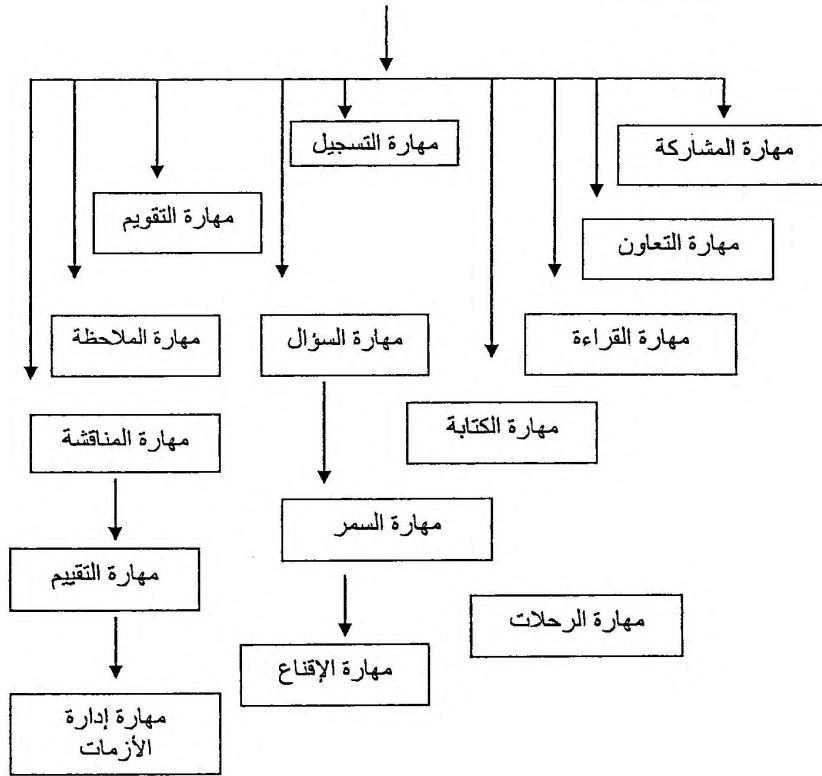 مهارة التسجيل
مهارة المشاركة
مهارة التقويم
مهارة التعاون
مهارة الملاحظة
مهارة السؤال
مهارة القراءة
مهارة المناقشة
مهارة الكتابة
مهارة السمر
مهارة التقييم
مهارة الرحلات
مهارة الإقناع
مهارة إدارة
الأزمات